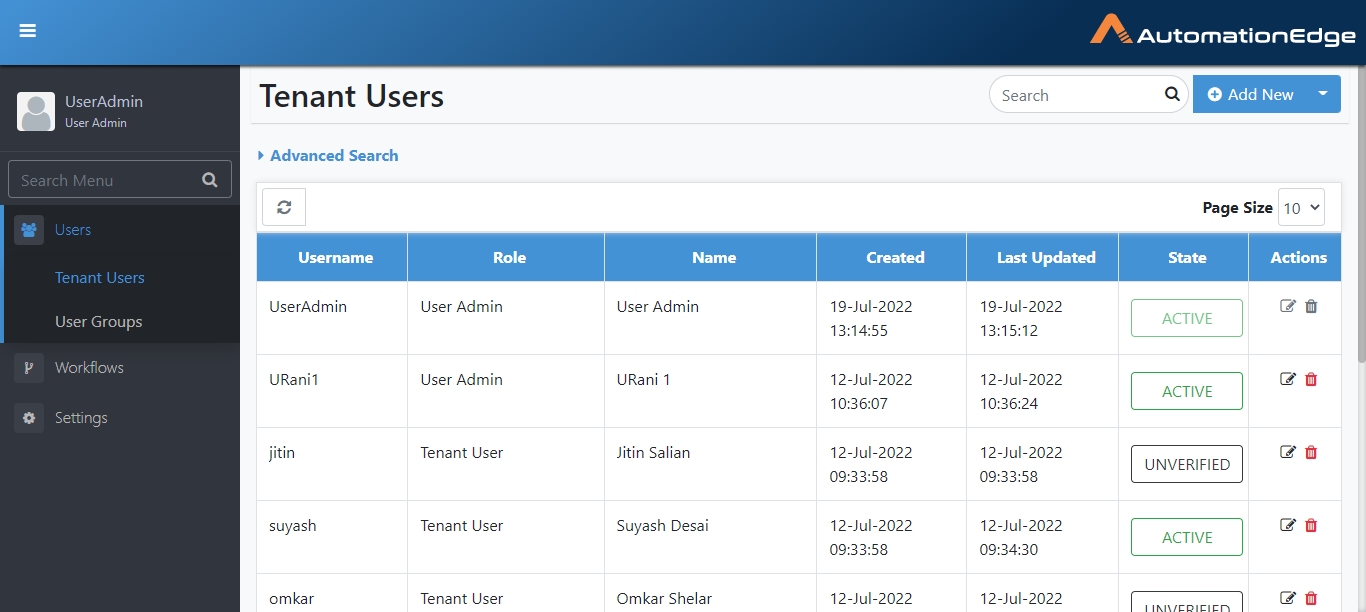 AutomationEdge
UserAdmin
User Admin
Search Menu
Users
Tenant Users
User Groups
Workflows
Settings
Tenant Users
Search
Add New
Advanced Search
Page Size 10
Username Role Name Created Last Updated State Actions
UserAdmin User Admin User Admin 19-Jul-2022 19-Jul-2022 ACTIVE
13:14:55 13:15:12
URani1 User Admin URani 1 12-Jul-2022 12-Jul-2022 ACTIVE
10:36:07 10:36:24
jitin Tenant User Jitin Salian 12-Jul-2022 12-Jul-2022 UNVERIFIED
09:33:58 09:33:58
suyash Tenant User Suyash Desai 12-Jul-2022 12-Jul-2022 ACTIVE
09:33:58 09:34:30
omkar Tenant User Omkar Shelar 12-Jul-2022 12-Jul-2022 UNVERIFIED